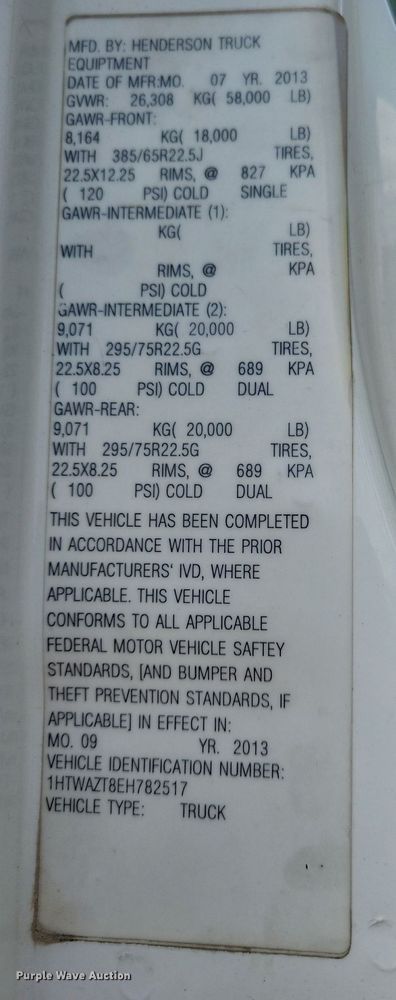 MFD. BY: HENDERSON TRUCK
EQUIPTMENT
DATE OF MFR:MO. 07 YR. 2013
GVWR: 26,308 KG( 58,000 LB)
GAWR-FRONT:
8,164 KG( 18,000 LB)
WITH 385/65R22.5J TIRES,
22.5X12.25 RIMS, @ 827 KPA
( 120 PSI) COLD SINGLE
GAWR-INTERMEDIATE (1):
KG( LB)
WITH TIRES,
RIMS, @ KPA
( PSI) COLD
GAWR-INTERMEDIATE (2):
9,071 KG( 20,000 LB)
WITH 295/75R22.5G TIRES,
22.5X8.25 RIMS, @ 689 KPA
( 100 PSI) COLD DUAL
GAWR-REAR:
9,071 KG( 20,000 LB)
WITH 295/75R22.5G TIRES,
22.5X8.25 RIMS, @ 689 KPA
( 100 PSI) COLD DUAL
THIS VEHICLE HAS BEEN COMPLETED
IN ACCORDANCE WITH THE PRIOR
MANUFACTURERS' IVD, WHERE
APPLICABLE. THIS VEHICLE
CONFORMS TO ALL APPLICABLE
FEDERAL MOTOR VEHICLE SAFTEY
STANDARDS, [AND BUMPER AND
THEFT PREVENTION STANDARDS, IF
APPLICABLE] IN EFFECT IN:
MO. 09 YR. 2013
VEHICLE IDENTIFICATION NUMBER:
1HTWAZT8EH782517
VEHICLE TYPE: TRUCK
Purple Wave Auction